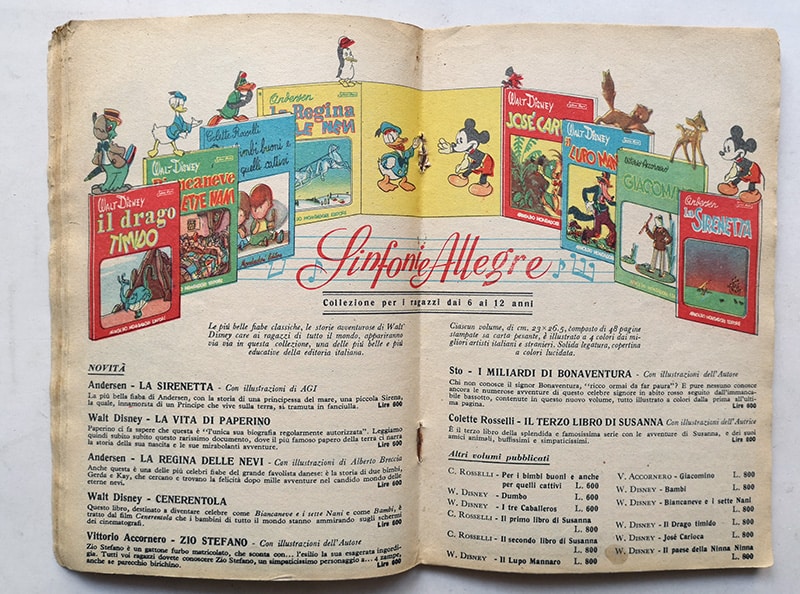 WALT DISNEY
il drago
TIMIDO
ARNOLDO MONDADORI EDITORE
WALT DISNEY
Biancaneve
SETTE NANI
Colette Rosselli
bimbi buoni e
quelli cattivi
Andersen
la Regina
NEVI
WALT DISNEY
JOSÉ CAR
ARNOLDO MONDADORI EDITORE
WALT DISNEY
il LUPO MAN
Vittorio Accornero
GIACOMI
Andersen
la SIRENETTA
ARNOLDO MONDADORI EDITORE
Sinfonie Allegre
Collezione per i ragazzi dai 6 ai 12 anni
Le più belle fiabe classiche, le storie avventurose di Walt
Disney care ai ragazzi di tutto il mondo, appariranno
via via in questa collezione, una delle più belle e più
educative della editoria italiana.
NOVITÀ
Andersen - LA SIRENETTA - Con illustrazioni di AGI
La più bella fiaba di Andersen, con la storia di una principessa del mare, una piccola Sirena,
la quale, innamorata di un Principe che vive sulla terra, si tramuta in fanciulla. Lire 600
Walt Disney - LA VITA DI PAPERINO
Paperino ci fa sapere che questa è "l'unica sua biografia regolarmente autorizzata". Leggiamo
quindi subito subito questo rarissimo documento, dove il più famoso papero della terra ci narra
la storia della sua nascita e le sue mirabolanti avventure. Lire 500
Andersen - LA REGINA DELLE NEVI - Con illustrazioni di Alberto Breccia
Anche questa è una delle più celebri fiabe del grande favolista danese: è la storia di due bimbi,
Gerda e Kay, che cercano e trovano la felicità dopo mille avventure nel candido mondo delle
eterne nevi. Lire 600
Walt Disney - CENERENTOLA
Questo libro, destinato a diventare celebre come Biancaneve e i sette Nani e come Bambi, è
tratto dal film Cenerentola che i bambini di tutto il mondo stanno ammirando sugli schermi
dei cinematografi. Lire 600
Vittorio Accornero - ZIO STEFANO - Con illustrazioni dell'Autore
Zio Stefano è un gattone furbo matricolato, che sconta con... l'esilio la sua esagerata ingordi-
gia. Tutti voi ragazzi dovete conoscere Zio Stefano, un simpaticissimo personaggio a... 4 zampe,
anche se parecchio birichino. Lire 600
Ciascun volume, di cm. 23×26.5, composto di 48 pagine
stampate su carta pesante, è illustrato a 4 colori dai mi-
gliori artisti italiani e stranieri. Solida legatura, copertina
a colori lucidata.
Sto - I MILIARDI DI BONAVENTURA - Con illustrazioni dell'Autore
Chi non conosce il signor Bonaventura, "ricco ormai da far paura"? E pure nessuno conosce
ancora le numerose avventure di questo celebre signore in abito rosso seguito dall'immanca-
bile bassotto, contenute in questo nuovo volume, tutto illustrato a colori dalla prima all'ulti-
ma pagina. Lire 600
Colette Rosselli - IL TERZO LIBRO DI SUSANNA Con illustrazioni dell'Autrice
È il terzo libro della splendida e famosissima serie con le avventure di Susanna, e dei suoi
amici animali, buffissimi e simpaticissimi. Lire 800
Altri volumi pubblicati
C. ROSSELLI - Per i bimbi buoni e anche
per quelli cattivi L. 600
W. DISNEY - Dumbo L. 600
W. DISNEY - I tre Caballeros L. 600
C. ROSSELLI - Il primo libro di Susanna
L. 800
C. ROSSELLI - Il secondo libro di Susanna
L. 800
W. DISNEY - Il Lupo Mannaro L. 800
V. ACCORNERO - Giacomino L. 800
W. DISNEY - Bambi L. 800
W. DISNEY - Biancaneve e i sette Nani
L. 800
W. DISNEY - Il Drago timido L. 800
W. DISNEY - José Carioca L. 800
W. DISNEY - Il paese della Ninna Nanna
L. 800